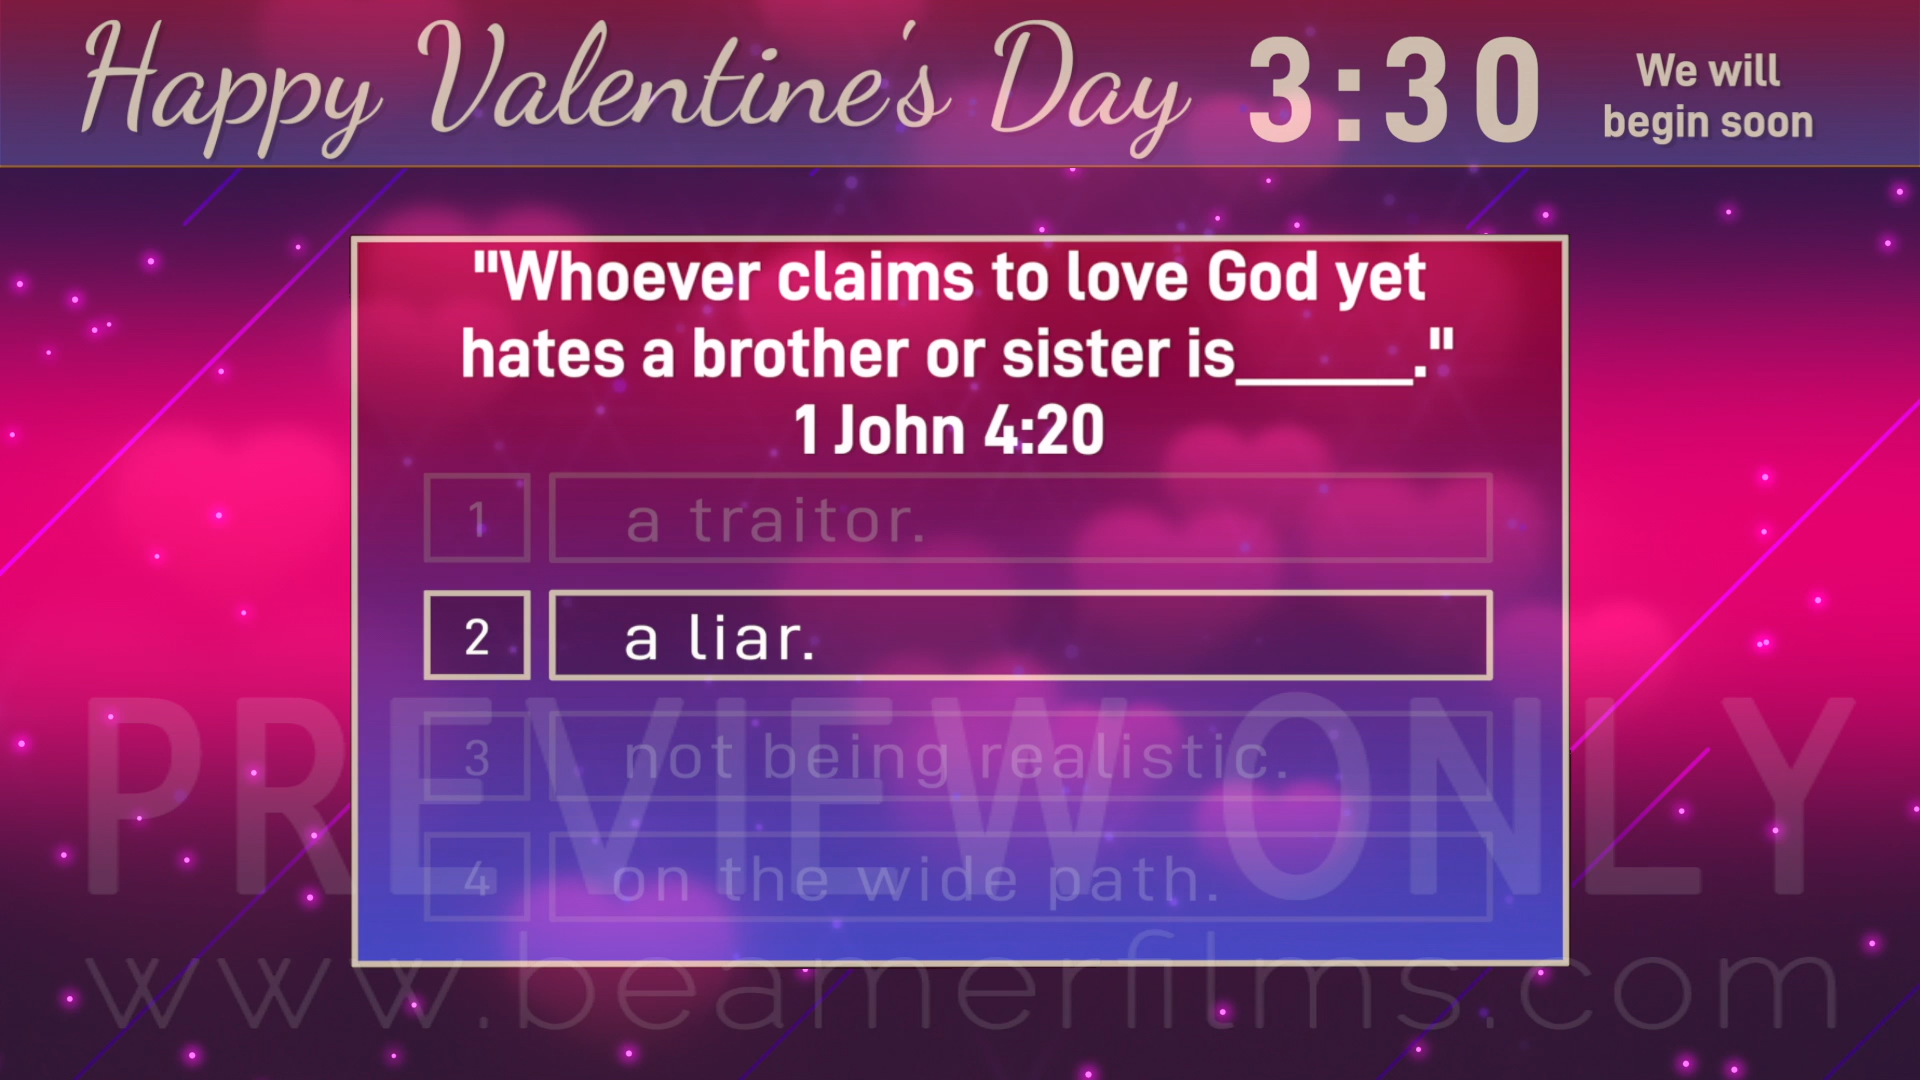 Happy Valentine's Day 3:30 We will
begin soon
"Whoever claims to love God yet
hates a brother or sister is_____."
1 John 4:20
1 a traitor.
2 a liar.
3 not being realistic.
4 on the wide path.
PREVIEW ONLY
www.beamerfilms.com